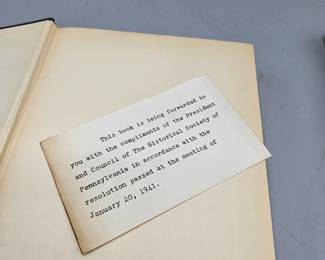 This book is being forwarded to
you with the compliments of the President
and Council of The Historical Society of
Pennsylvania in accordance with the
resolution passed at the meeting of
January 20, 1941.